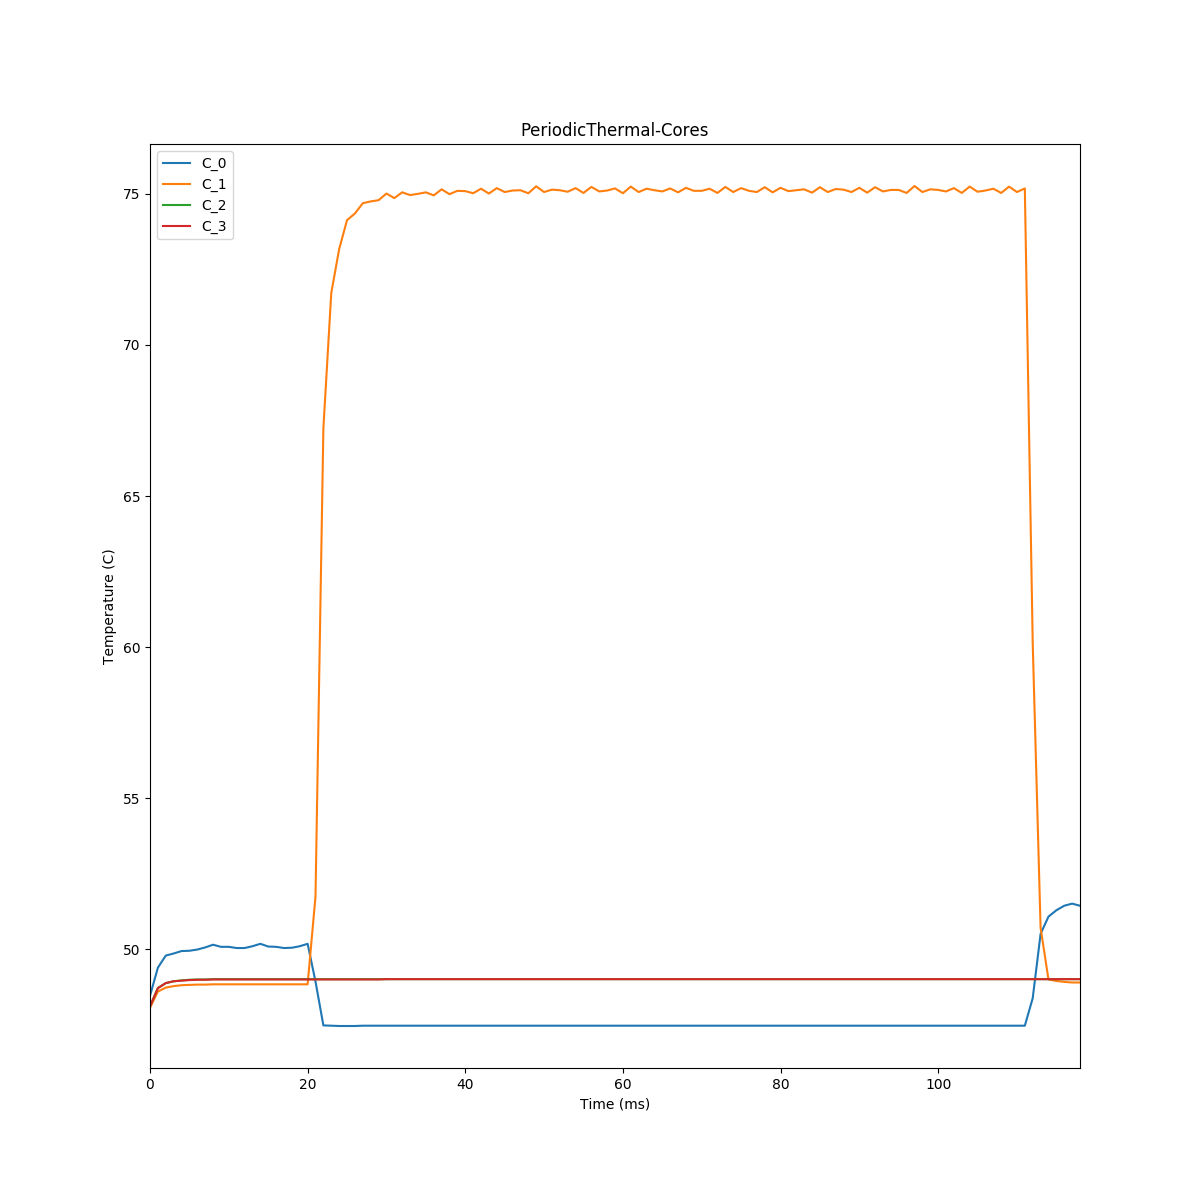 PeriodicThermal-Cores
C_0
C_1
C_2
C_3
75
70
65
60
55
50
Temperature (C)
0 20 40 60 80 100
Time (ms)